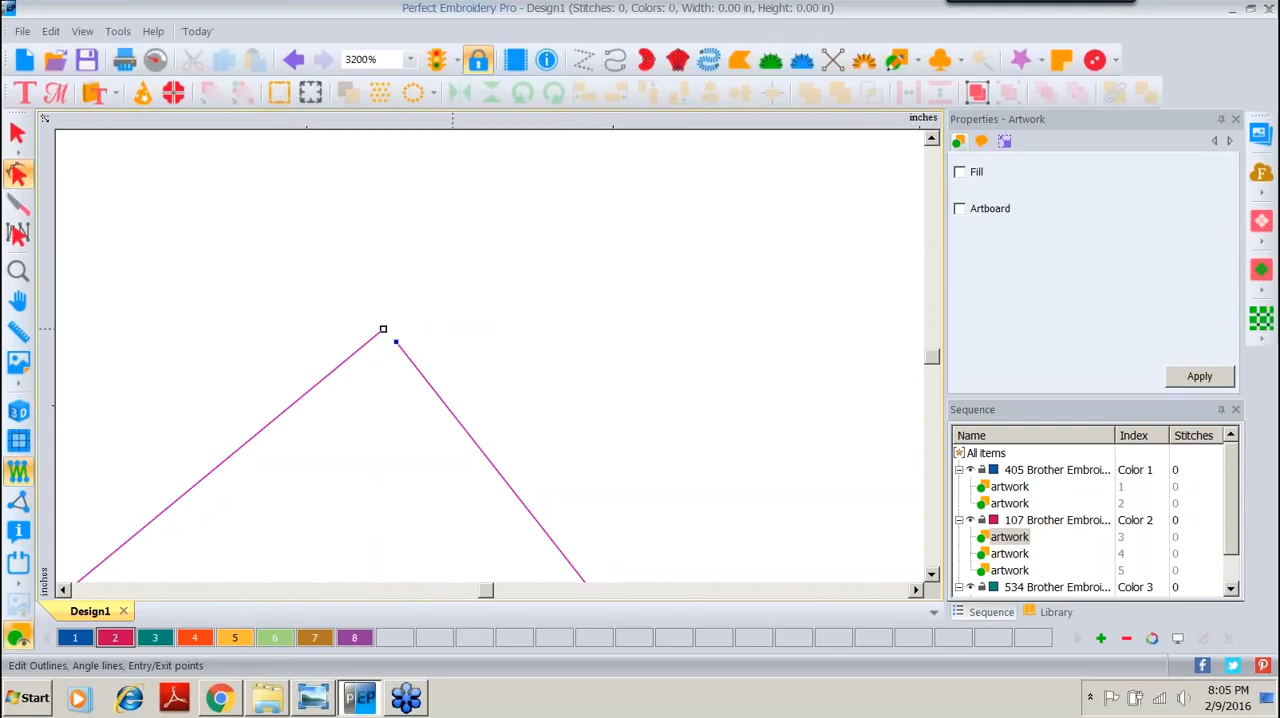 Perfect Embroidery Pro - Design1 (Stitches: 0, Colors: 0, Width: 0.00 in, Height: 0.00 in)
File Edit View Tools Help 'Today'
3200%
inches
Properties - Artwork
Fill
Artboard
Apply
Sequence
Name Index Stitches
All items
405 Brother Embroi... Color 1 0
artwork 1 0
artwork 2 0
107 Brother Embroi... Color 2 0
artwork 3 0
artwork 4 0
artwork 5 0
534 Brother Embroi... Color 3 0
inches
Design1
Sequence Library
1 2 3 4 5 6 7 8
Edit Outlines, Angle lines, Entry/Exit points
Start
8:05 PM
2/9/2016